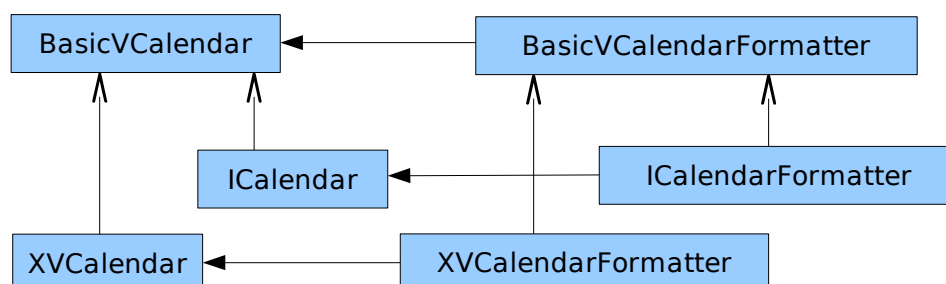 BasicVCalendar
BasicVCalendarFormatter
ICalendar
ICalendarFormatter
XVCalendar
XVCalendarFormatter